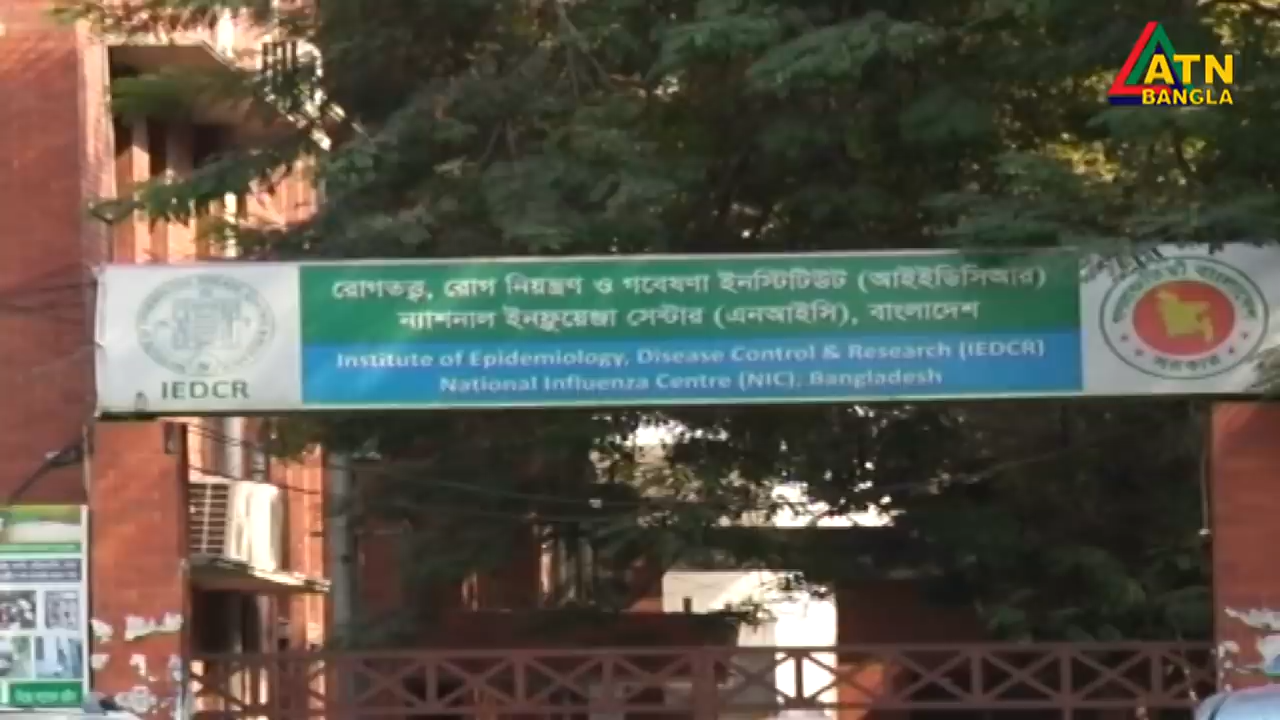 ATN
BANGLA
রোগতত্ত্ব, রোগ নিয়ন্ত্রণ ও গবেষণা ইনস্টিটিউট (আইইডিসিআর)
ন্যাশনাল ইনফ্লুয়েঞ্জা সেন্টার (এনআইসি), বাংলাদেশ
Institute of Epidemiology, Disease Control & Research (IEDCR)
National Influenza Centre (NIC), Bangladesh
IEDCR
বাংলাদেশ
সরকার